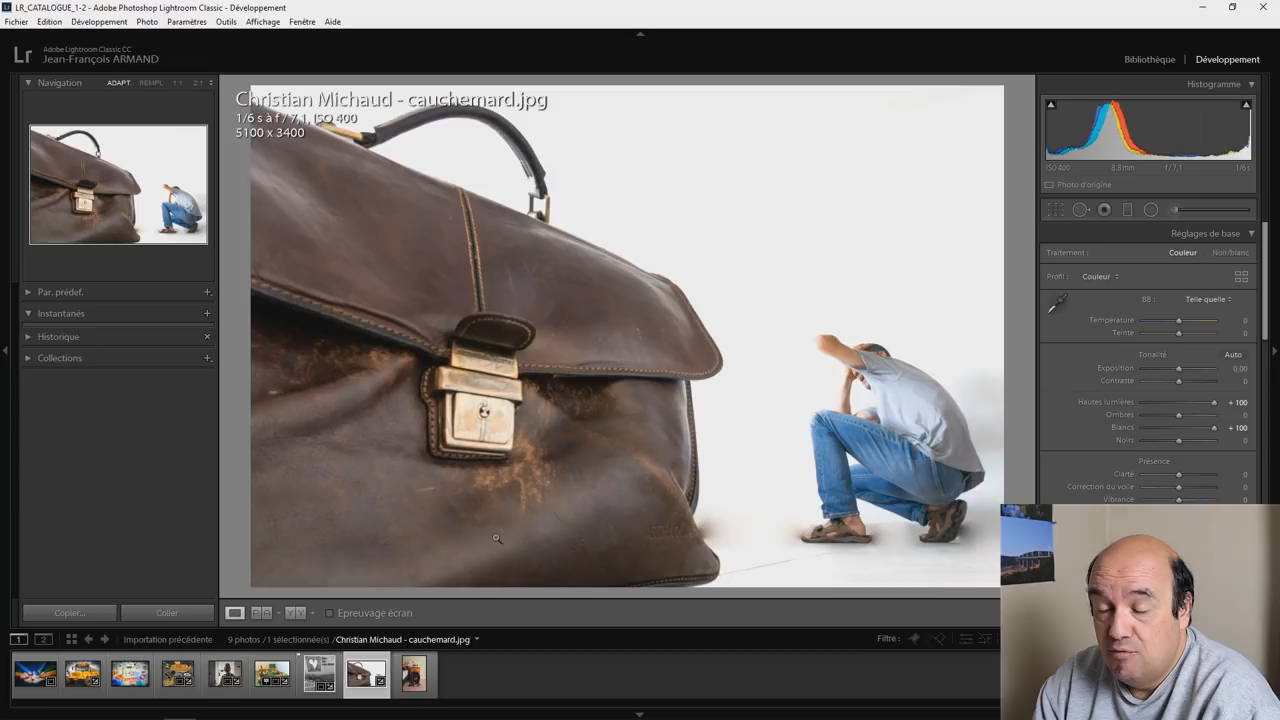 LR_CATALOGUE_1-2 - Adobe Photoshop Lightroom Classic - Développement
Fichier Edition Développement Photo Paramètres Outils Affichage Fenêtre Aide
Lr Adobe Lightroom Classic CC
Jean-François ARMAND
Bibliothèque | Développement
Navigation ADAPT. REMPL. 1:1 2:1
Histogramme
Christian Michaud - cauchemard.jpg
1/6 s à f / 7,1, ISO 400
5100 x 3400
ISO 400 8.8mm f/7,1 1/6s
Photo d'origine
Réglages de base
Traitement : Couleur Noir/blanc
Profil : Couleur
Par. prédef.
BB : Telle quelle
Instantanés
Température 0
Teinte 0
Historique
Collections
Tonalité Auto
Exposition 0,00
Contraste 0
Hautes lumières + 100
Ombres 0
Blancs + 100
Noirs 0
Présence
Clarté 0
Correction du voile 0
Vibrance 0
Copier... Coller
Epreuvage écran
1 2 Importation précédente 9 photos /1 sélectionnée(s) /Christian Michaud - cauchemard.jpg Filtre :